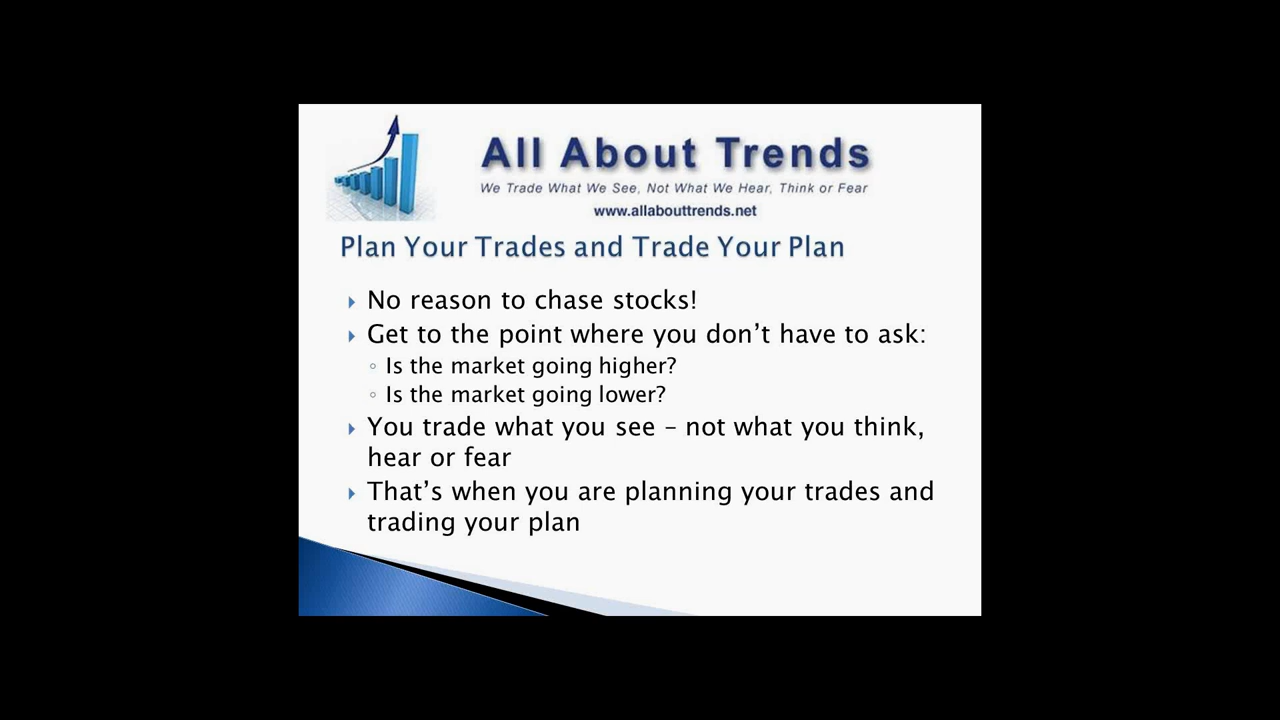 All About Trends
We Trade What We See, Not What We Hear, Think or Fear
www.allabouttrends.net
Plan Your Trades and Trade Your Plan
No reason to chase stocks!
Get to the point where you don’t have to ask:
Is the market going higher?
Is the market going lower?
You trade what you see – not what you think,
hear or fear
That’s when you are planning your trades and
trading your plan